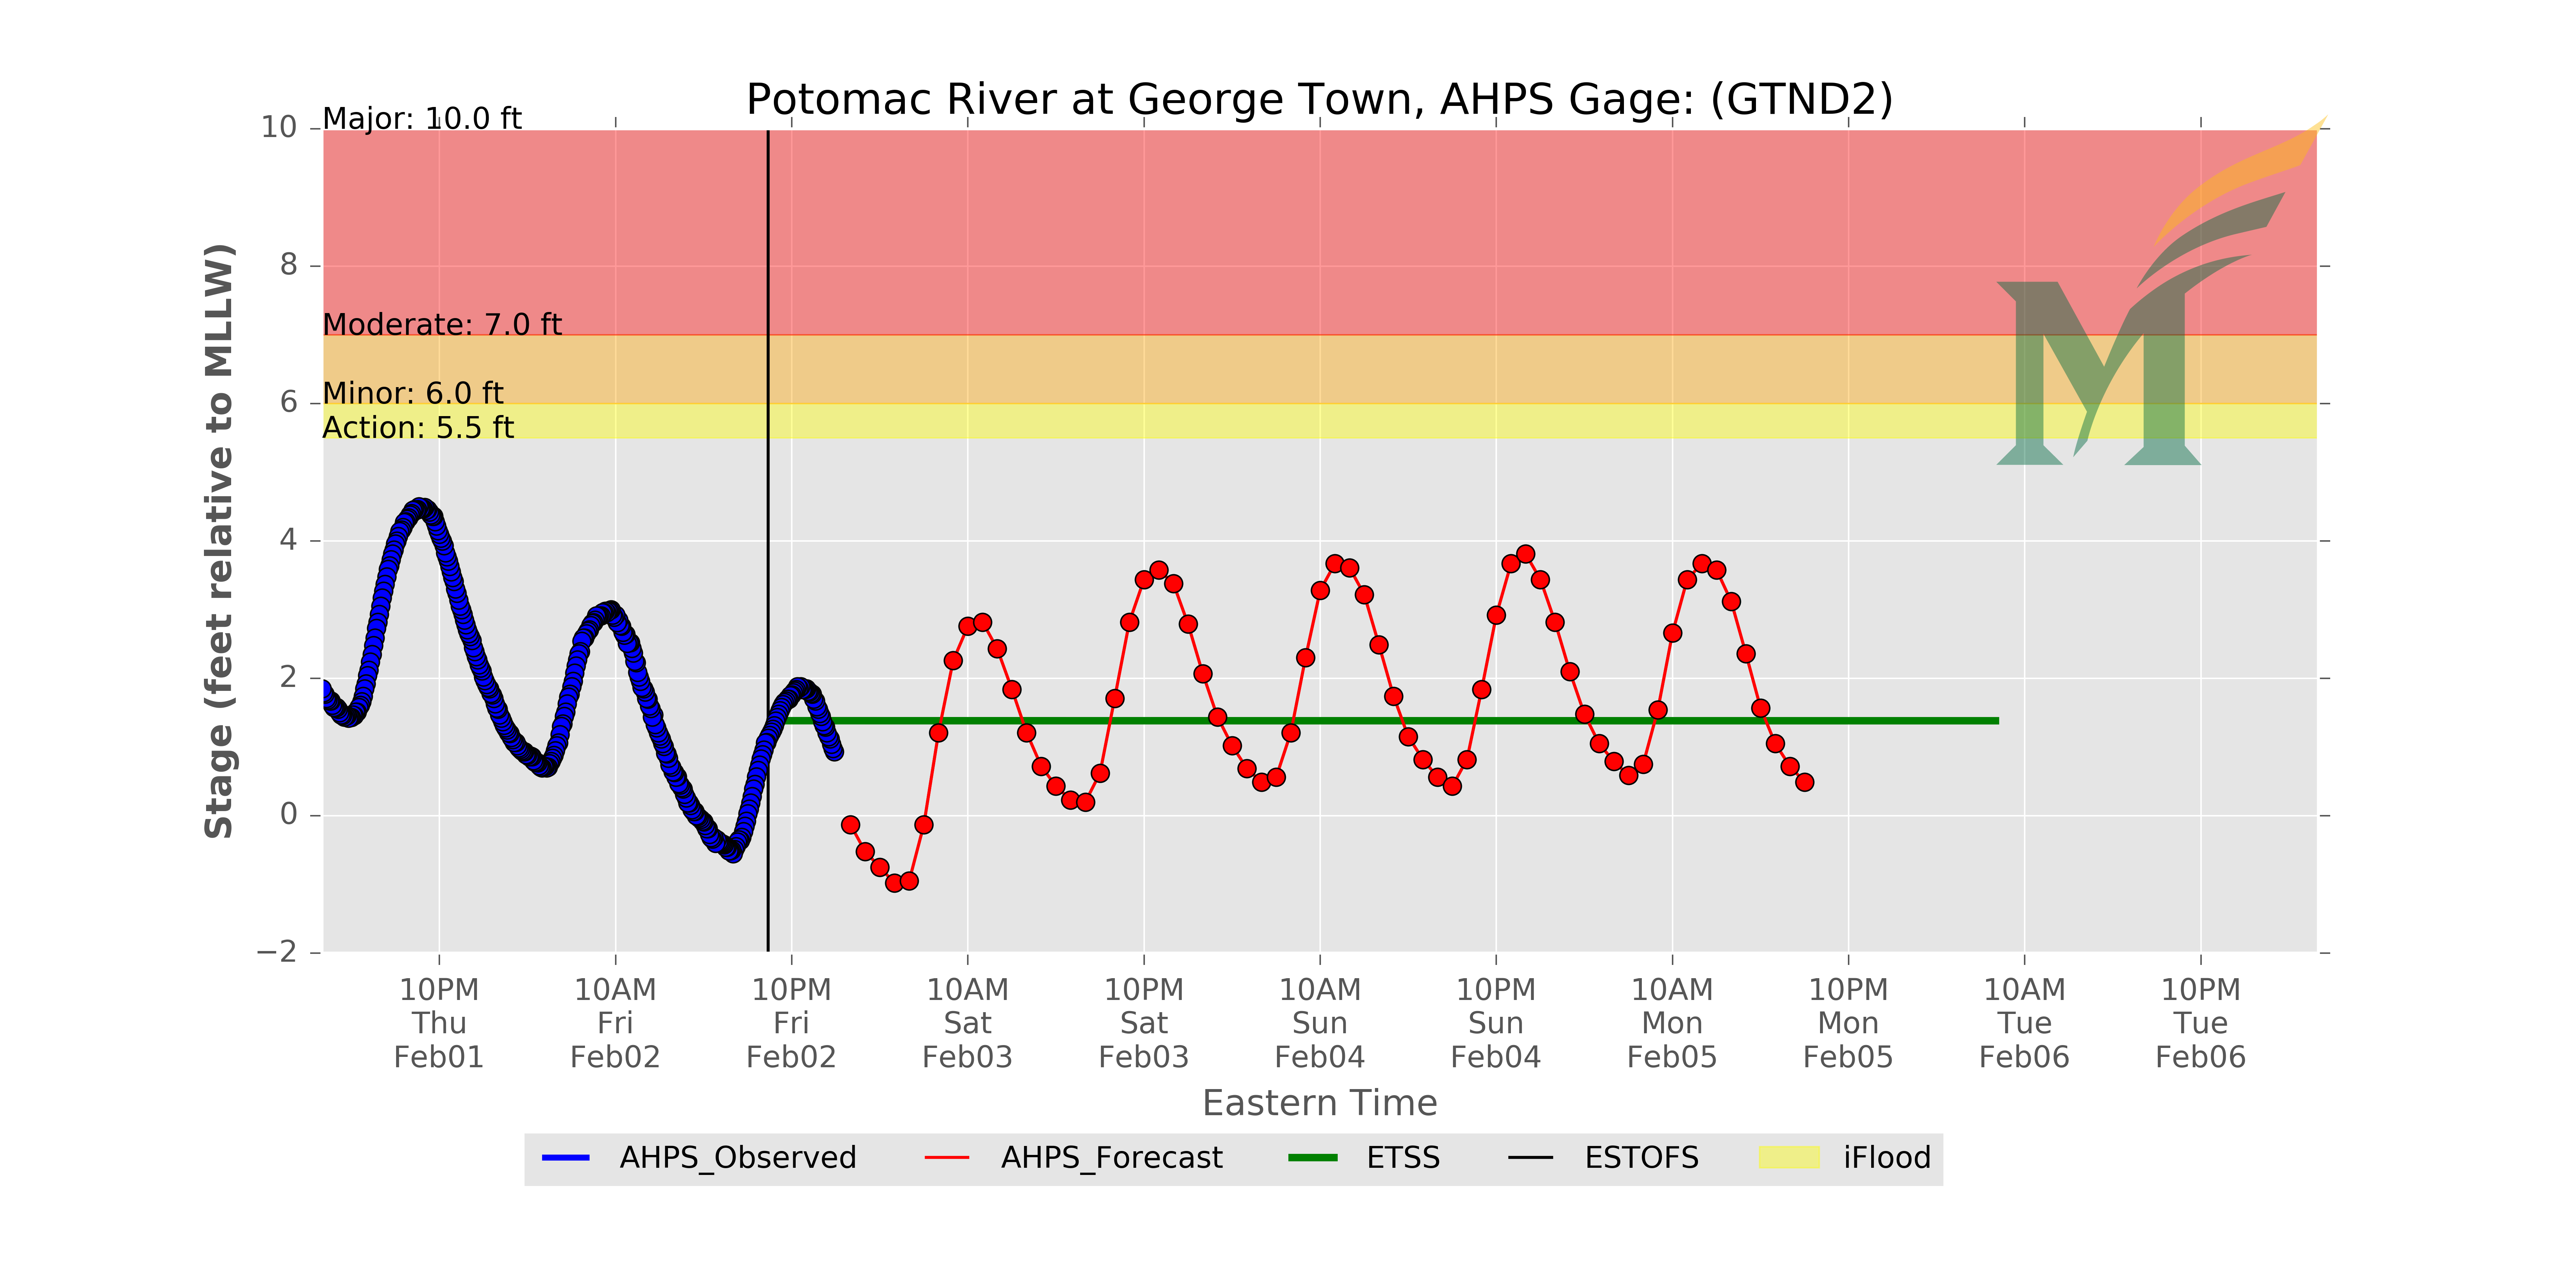 Potomac River at George Town, AHPS Gage: (GTND2)
Major: 10.0 ft
Moderate: 7.0 ft
Minor: 6.0 ft
Action: 5.5 ft
10
8
6
4
2
0
−2
Stage (feet relative to MLLW)
10PM 10AM 10PM 10AM 10PM 10AM 10PM 10AM 10PM 10AM 10PM
Thu Fri Fri Sat Sat Sun Sun Mon Mon Tue Tue
Feb01 Feb02 Feb02 Feb03 Feb03 Feb04 Feb04 Feb05 Feb05 Feb06 Feb06
Eastern Time
AHPS_Observed AHPS_Forecast ETSS ESTOFS iFlood
M